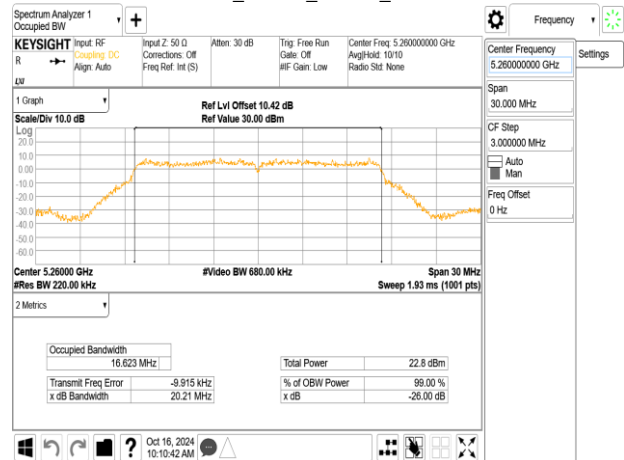 Spectrum Analyzer 1
Occupied BW
Frequency
KEYSIGHT
R
LXI
Input: RF
Coupling: DC
Align: Auto
Input Z: 50 Ω
Corrections: Off
Freq Ref: Int (S)
Atten: 30 dB
Trig: Free Run
Gate: Off
#IF Gain: Low
Center Freq: 5.260000000 GHz
Avg|Hold: 10/10
Radio Std: None
Center Frequency
5.260000000 GHz
Settings
Span
30.000 MHz
CF Step
3.000000 MHz
Auto
Man
Freq Offset
0 Hz
1 Graph
Scale/Div 10.0 dB
Ref Lvl Offset 10.42 dB
Ref Value 30.00 dBm
Log
20.0
10.0
0.00
-10.0
-20.0
-30.0
-40.0
-50.0
-60.0
Center 5.26000 GHz
#Res BW 220.00 kHz
#Video BW 680.00 kHz
Span 30 MHz
Sweep 1.93 ms (1001 pts)
2 Metrics
Occupied Bandwidth
16.623 MHz
Transmit Freq Error -9.915 kHz
x dB Bandwidth 20.21 MHz
Total Power 22.8 dBm
% of OBW Power 99.00 %
x dB -26.00 dB
?
Oct 16, 2024
10:10:42 AM